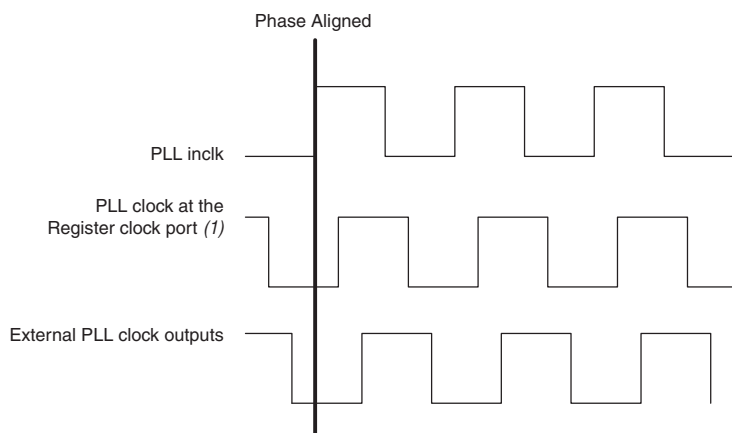 Phase Aligned
PLL inclk
PLL clock at the
Register clock port (1)
External PLL clock outputs